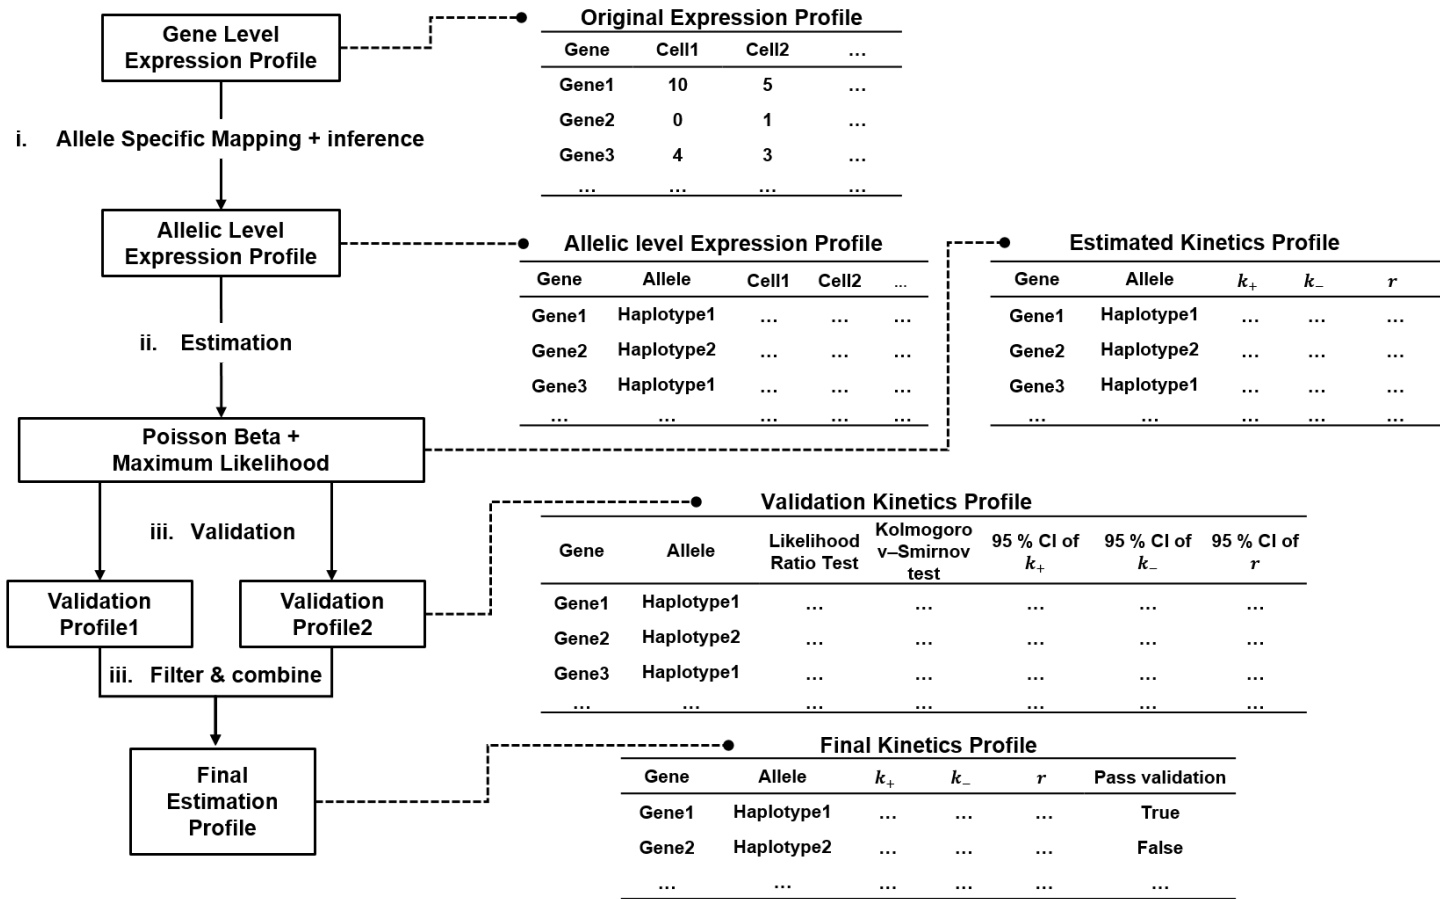 Gene Level
Expression Profile
i. Allele Specific Mapping + inference
Allelic Level
Expression Profile
ii. Estimation
Poisson Beta +
Maximum Likelihood
iii. Validation
Validation
Profile1
Validation
Profile2
iii. Filter & combine
Final
Estimation
Profile
Original Expression Profile
Gene Cell1 Cell2 ...
Gene1 10 5 ...
Gene2 0 1 ...
Gene3 4 3 ...
... ... ... ...
Allelic level Expression Profile
Gene Allele Cell1 Cell2 ...
Gene1 Haplotype1 ... ... ...
Gene2 Haplotype2 ... ... ...
Gene3 Haplotype1 ... ... ...
... ... ... ... ...
Estimated Kinetics Profile
Gene Allele k₊ k₋ r
Gene1 Haplotype1 ... ... ...
Gene2 Haplotype2 ... ... ...
Gene3 Haplotype1 ... ... ...
... ... ... ... ...
Validation Kinetics Profile
Gene Allele Likelihood
Ratio Test Kolmogoro
v–Smirnov
test 95 % CI of
k₊ 95 % CI of
k₋ 95 % CI of
r
Gene1 Haplotype1 ... ... ... ... ...
Gene2 Haplotype2 ... ... ... ... ...
Gene3 Haplotype1 ... ... ... ... ...
... ... ... ... ... ... ...
Final Kinetics Profile
Gene Allele k₊ k₋ r Pass validation
Gene1 Haplotype1 ... ... ... True
Gene2 Haplotype2 ... ... ... False
... ... ... ... ... ...